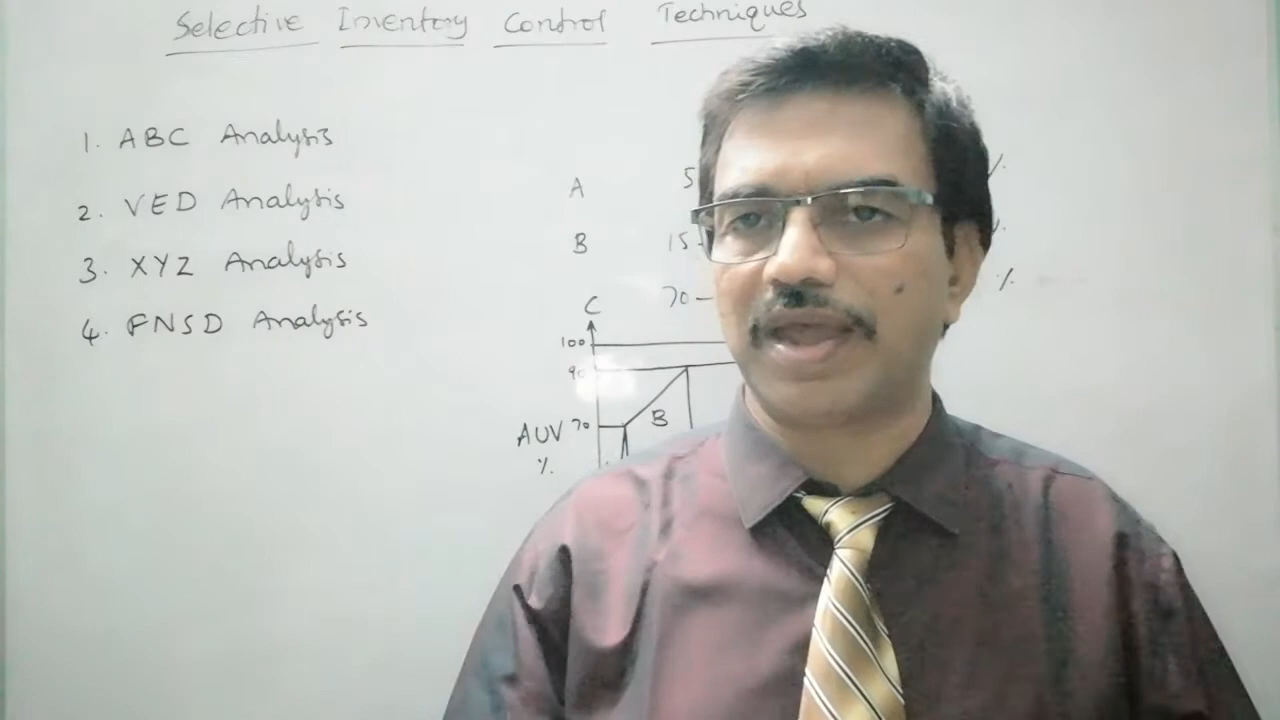 Selective Inventory Control Techniques
1. ABC Analysis
2. VED Analysis
3. XYZ Analysis
4. FNSD Analysis
A 5 %
B 15- %
C 70 - %
100
90
B
AUV 70
%